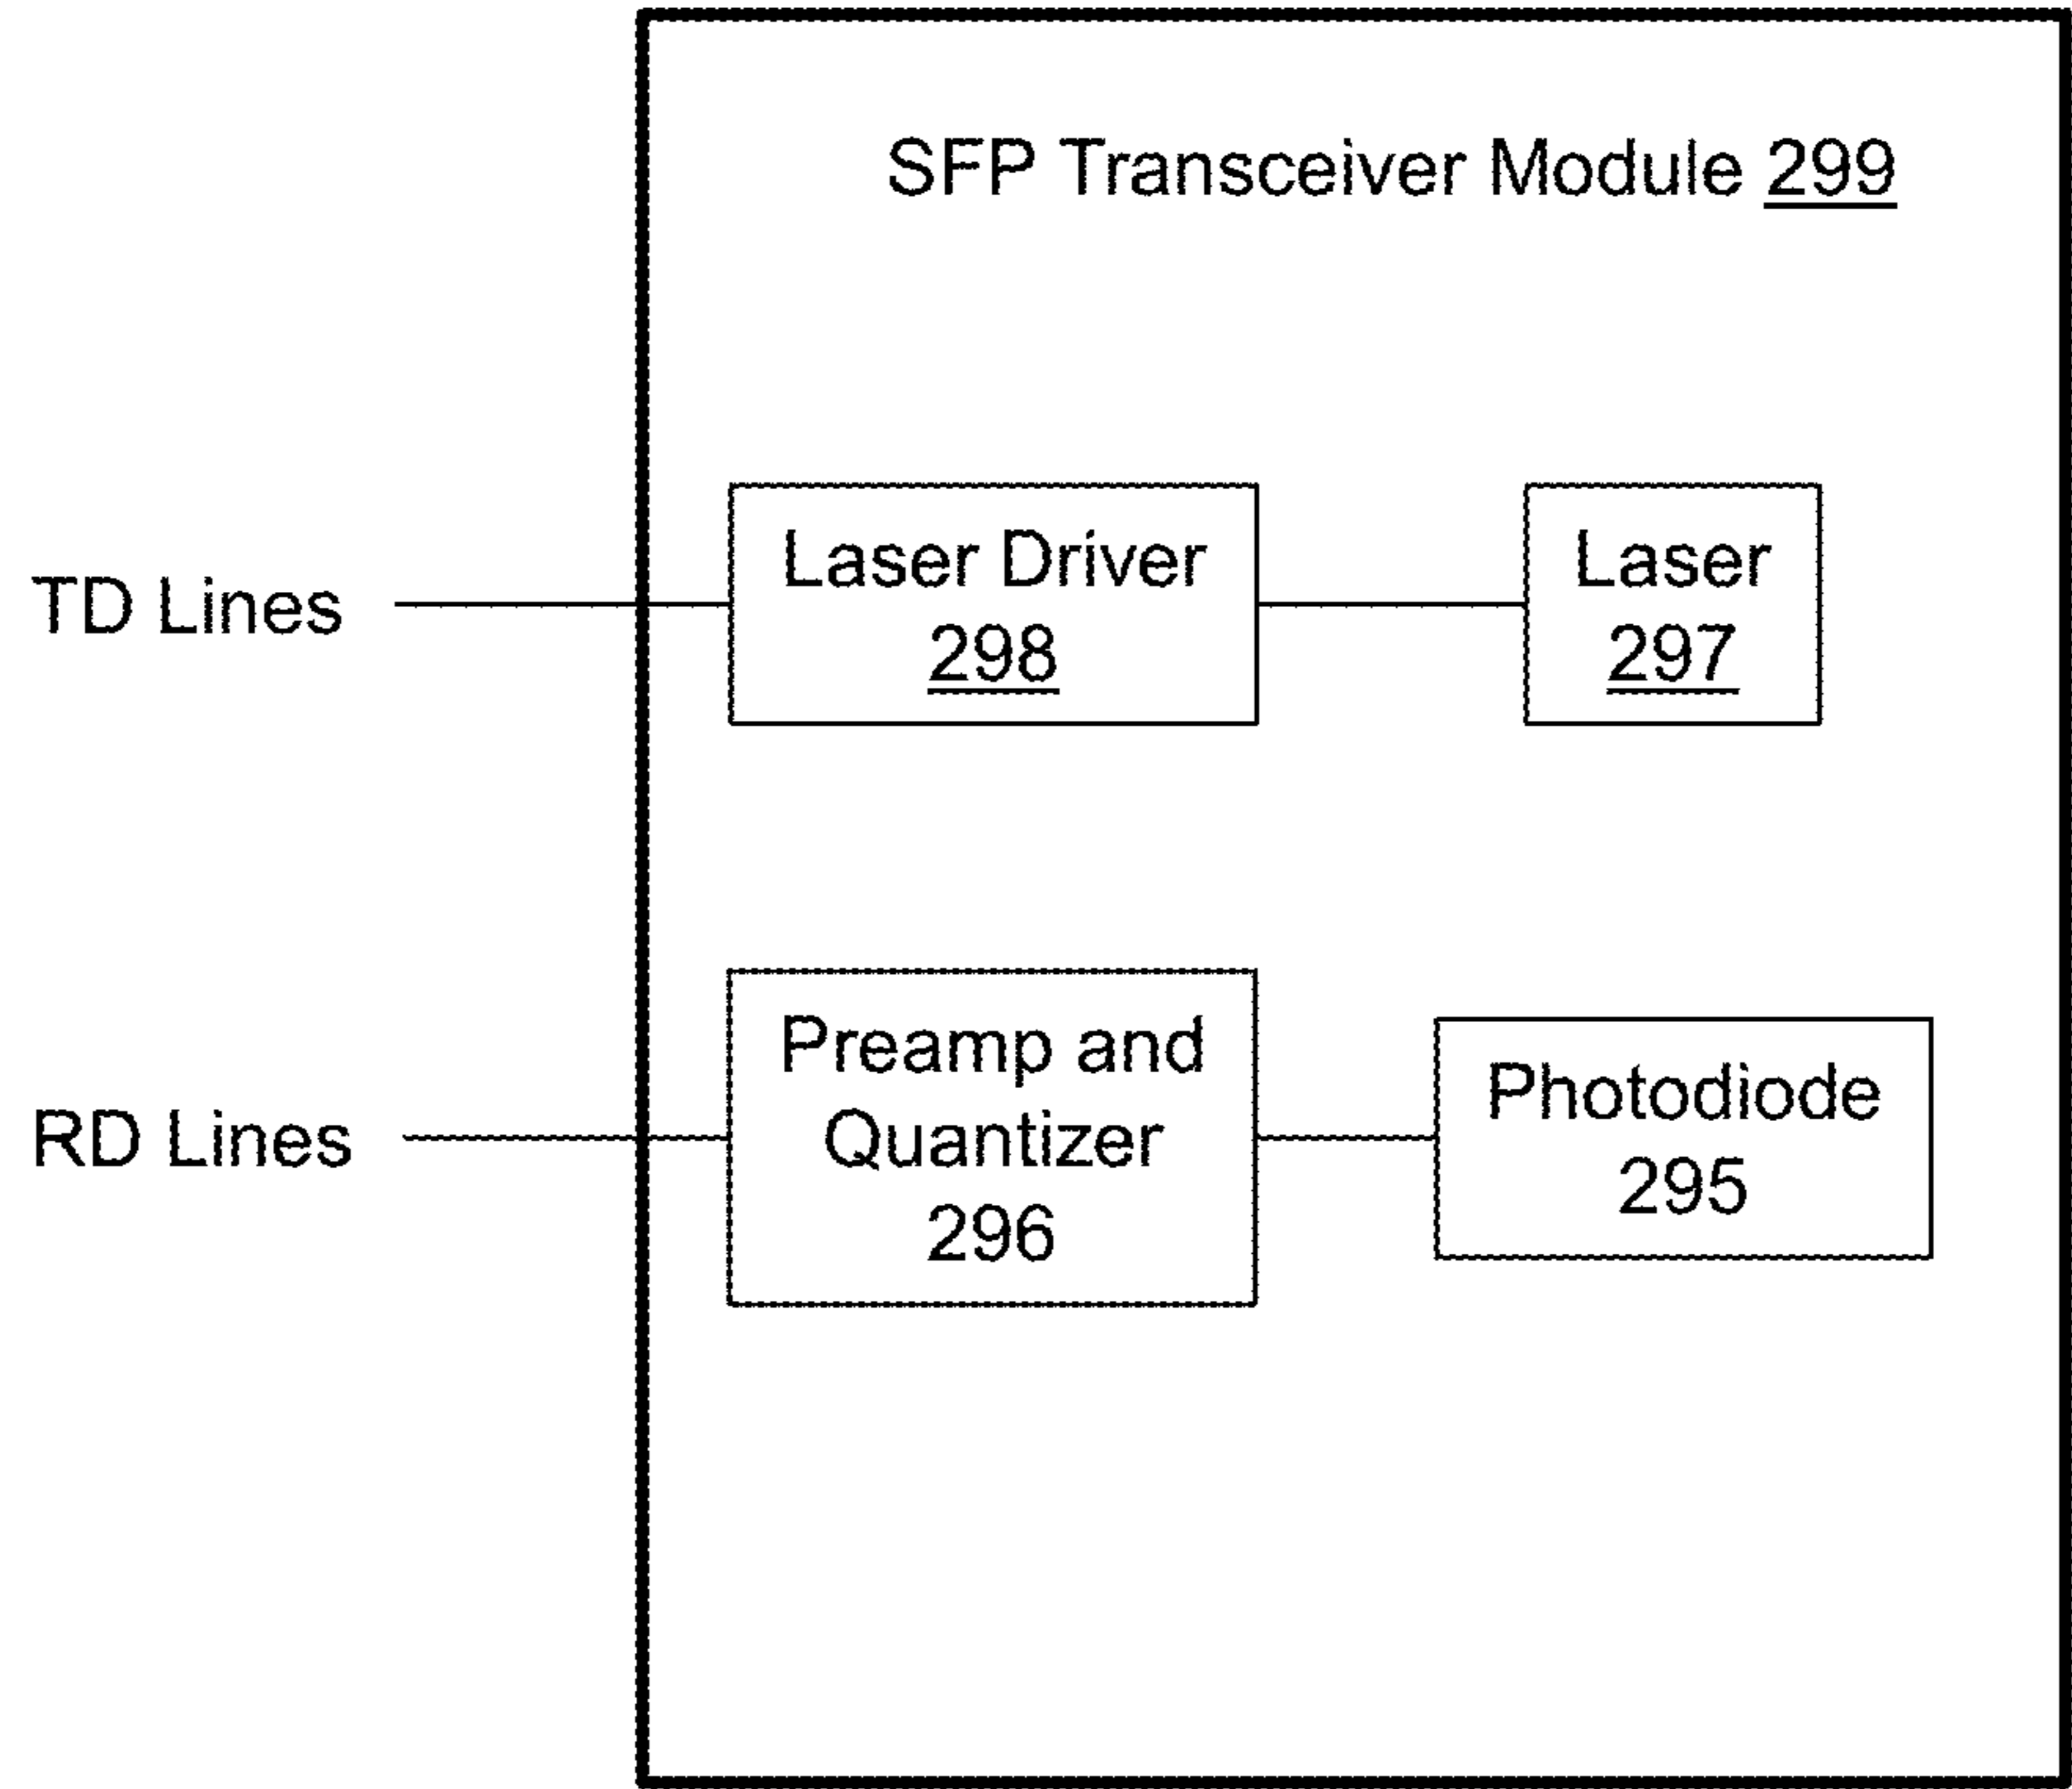 SFP Transceiver Module 299
TD Lines
Laser Driver
298
Laser
297
RD Lines
Preamp and
Quantizer
296
Photodiode
295